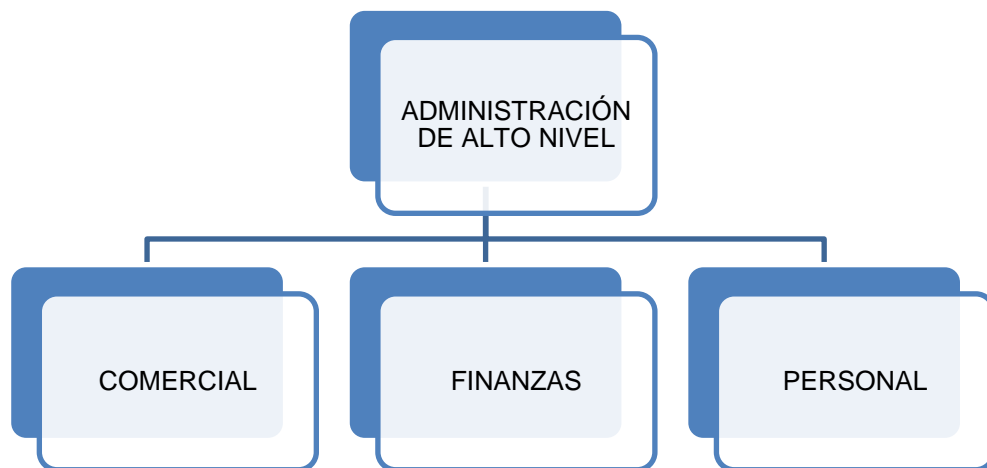 ADMINISTRACIÓN
DE ALTO NIVEL
COMERCIAL
FINANZAS
PERSONAL